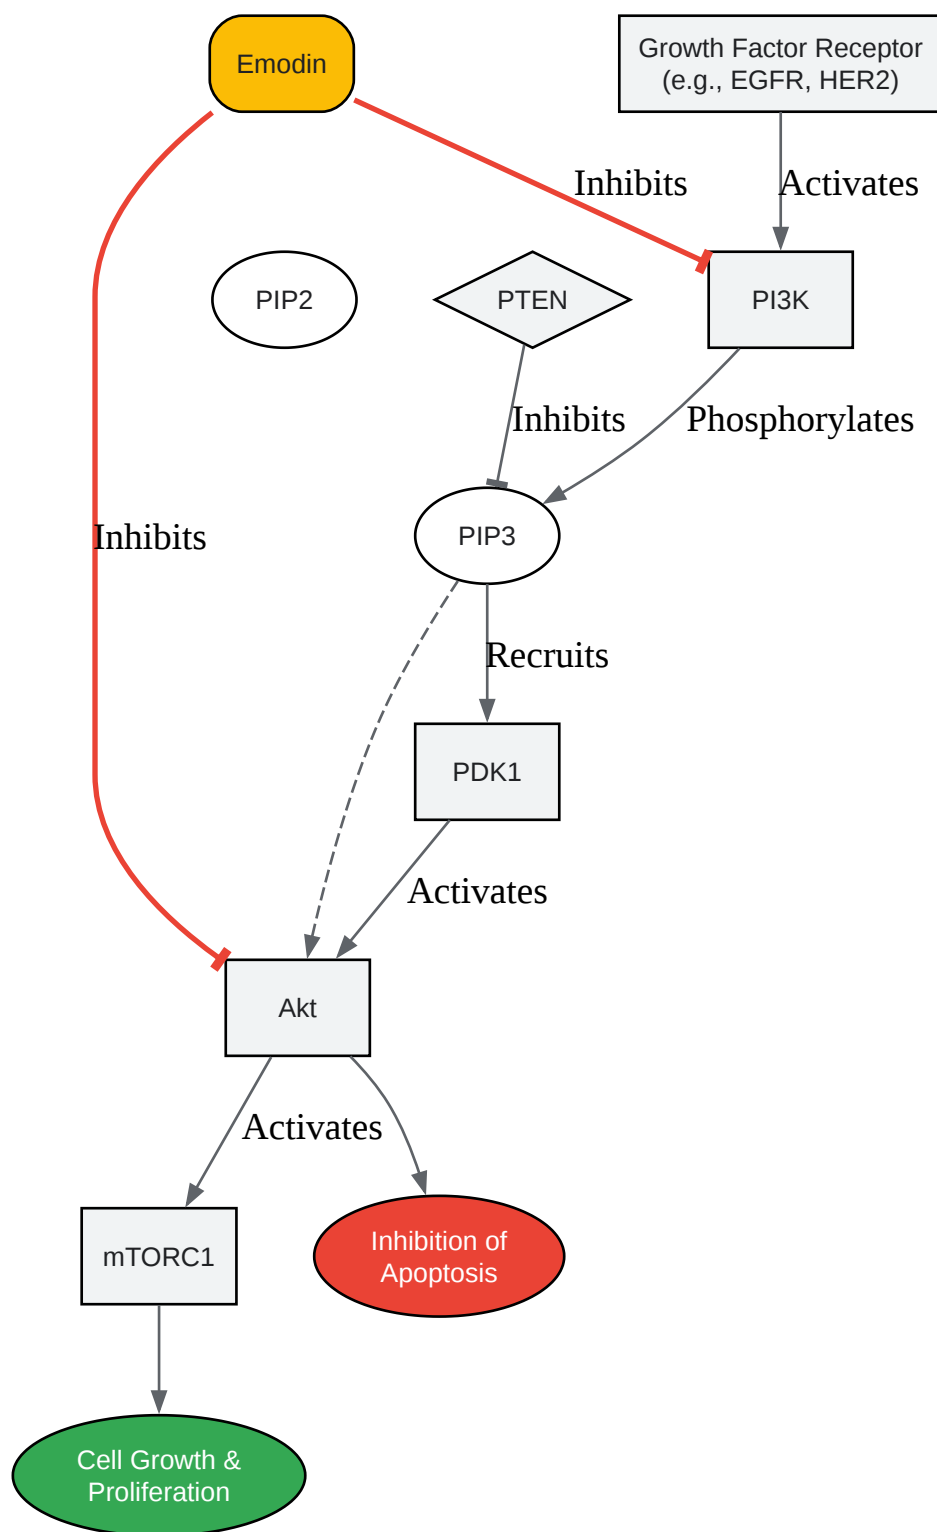 Emodin
Growth Factor Receptor
(e.g., EGFR, HER2)
Inhibits
Activates
PIP2
PTEN
PI3K
Inhibits
Phosphorylates
Inhibits
PIP3
Recruits
PDK1
Activates
Akt
Activates
mTORC1
Inhibition of
Apoptosis
Cell Growth &
Proliferation